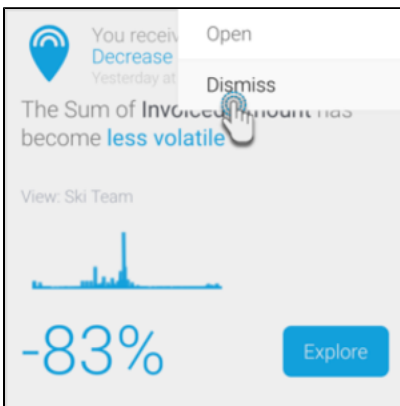 You receiv
Open
Decrease
Yesterday at
Dismiss
The Sum of Invoiced Amount has
become less volatile
View: Ski Team
-83%
Explore